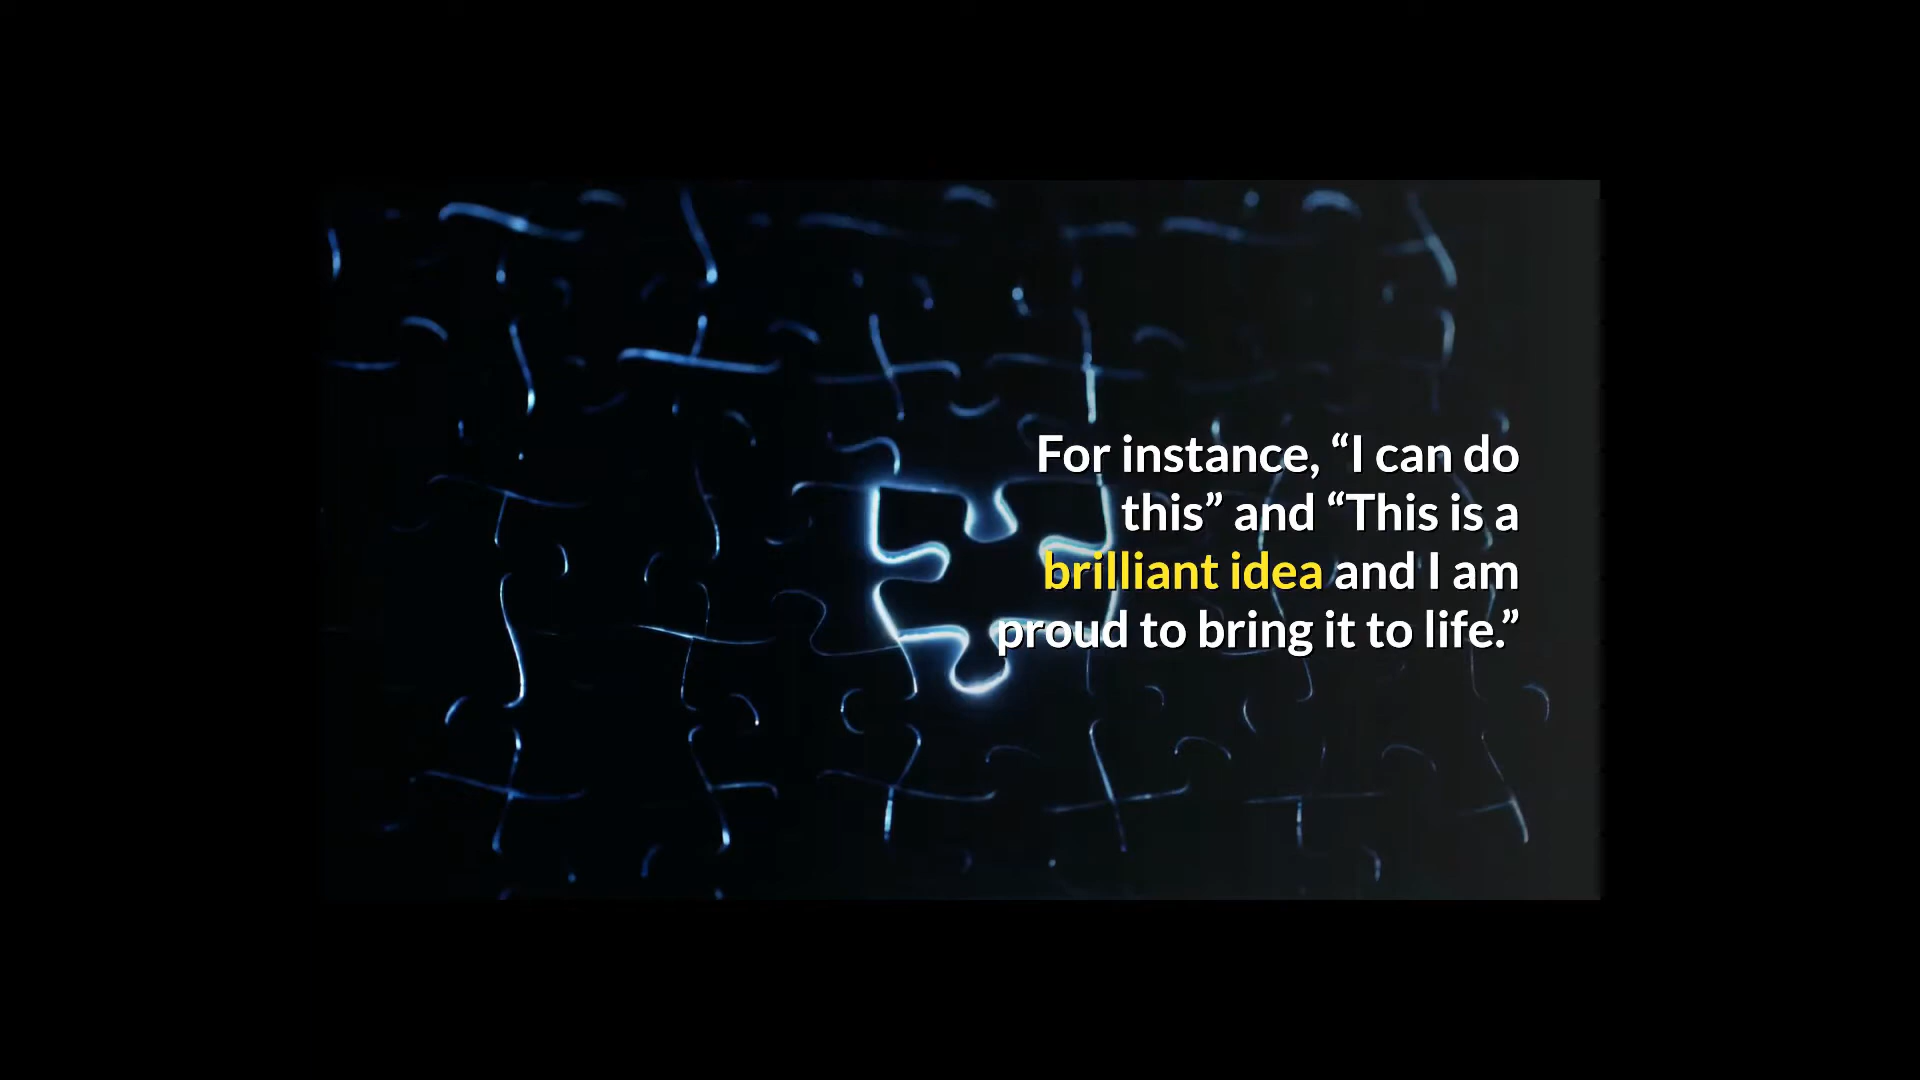 For instance, “I can do
this” and “This is a
brilliant idea and I am
proud to bring it to life.”